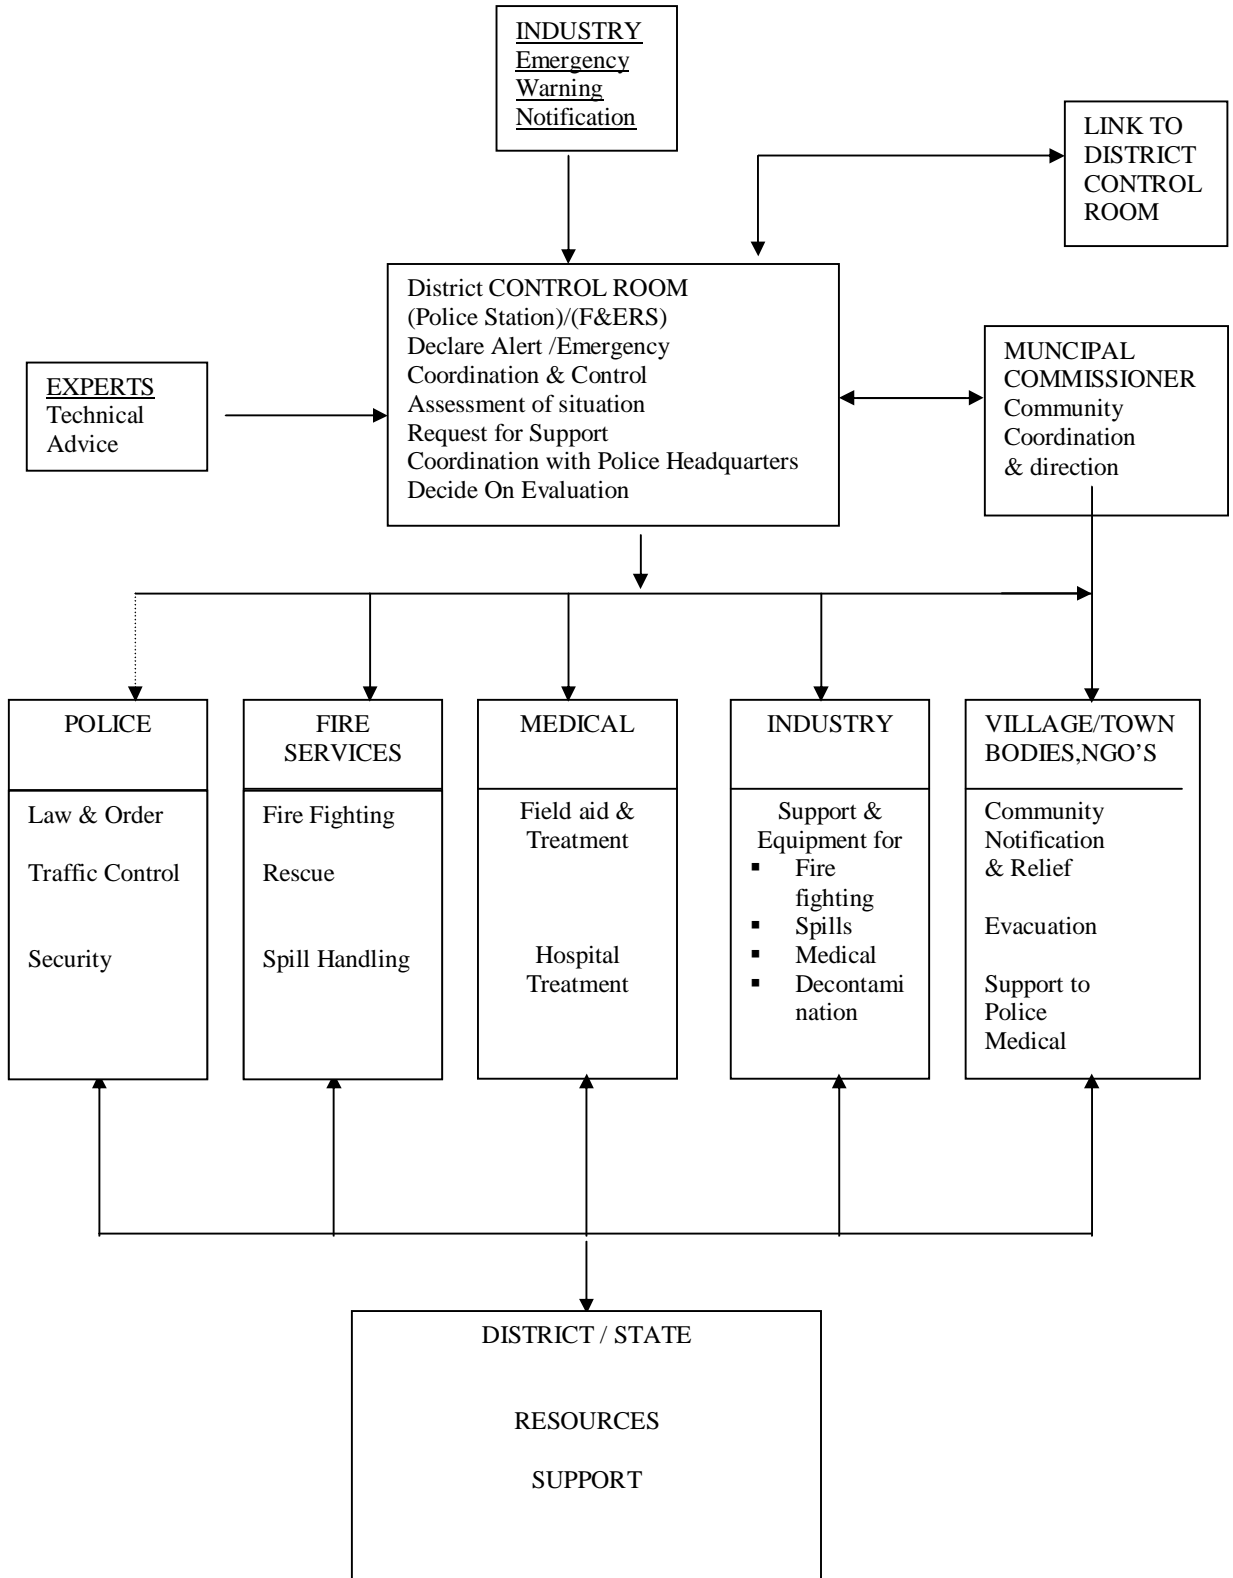 INDUSTRY
Emergency
Warning
Notification
LINK TO
DISTRICT
CONTROL
ROOM
District CONTROL ROOM
(Police Station)/(F&ERS)
Declare Alert /Emergency
Coordination & Control
Assessment of situation
Request for Support
Coordination with Police Headquarters
Decide On Evaluation
EXPERTS
Technical
Advice
MUNCIPAL
COMMISSIONER
Community
Coordination
& direction
POLICE
Law & Order
Traffic Control
Security
FIRE
SERVICES
Fire Fighting
Rescue
Spill Handling
MEDICAL
Field aid &
Treatment
Hospital
Treatment
INDUSTRY
Support &
Equipment for
▪ Fire
fighting
▪ Spills
▪ Medical
▪ Decontami
nation
VILLAGE/TOWN
BODIES,NGO’S
Community
Notification
& Relief
Evacuation
Support to
Police
Medical
DISTRICT / STATE
RESOURCES
SUPPORT